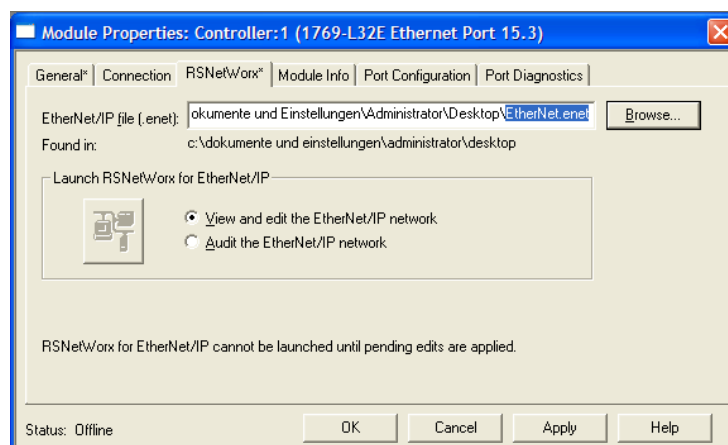 Module Properties: Controller:1 (1769-L32E Ethernet Port 15.3)
General* Connection RSNetWorx* Module Info Port Configuration Port Diagnostics
EtherNet/IP file (.enet): okumente und Einstellungen\Administrator\Desktop\EtherNet.enet Browse...
Found in: c:\dokumente und einstellungen\administrator\desktop
Launch RSNetWorx for EtherNet/IP
View and edit the EtherNet/IP network
Audit the EtherNet/IP network
RSNetWorx for EtherNet/IP cannot be launched until pending edits are applied.
Status: Offline OK Cancel Apply Help